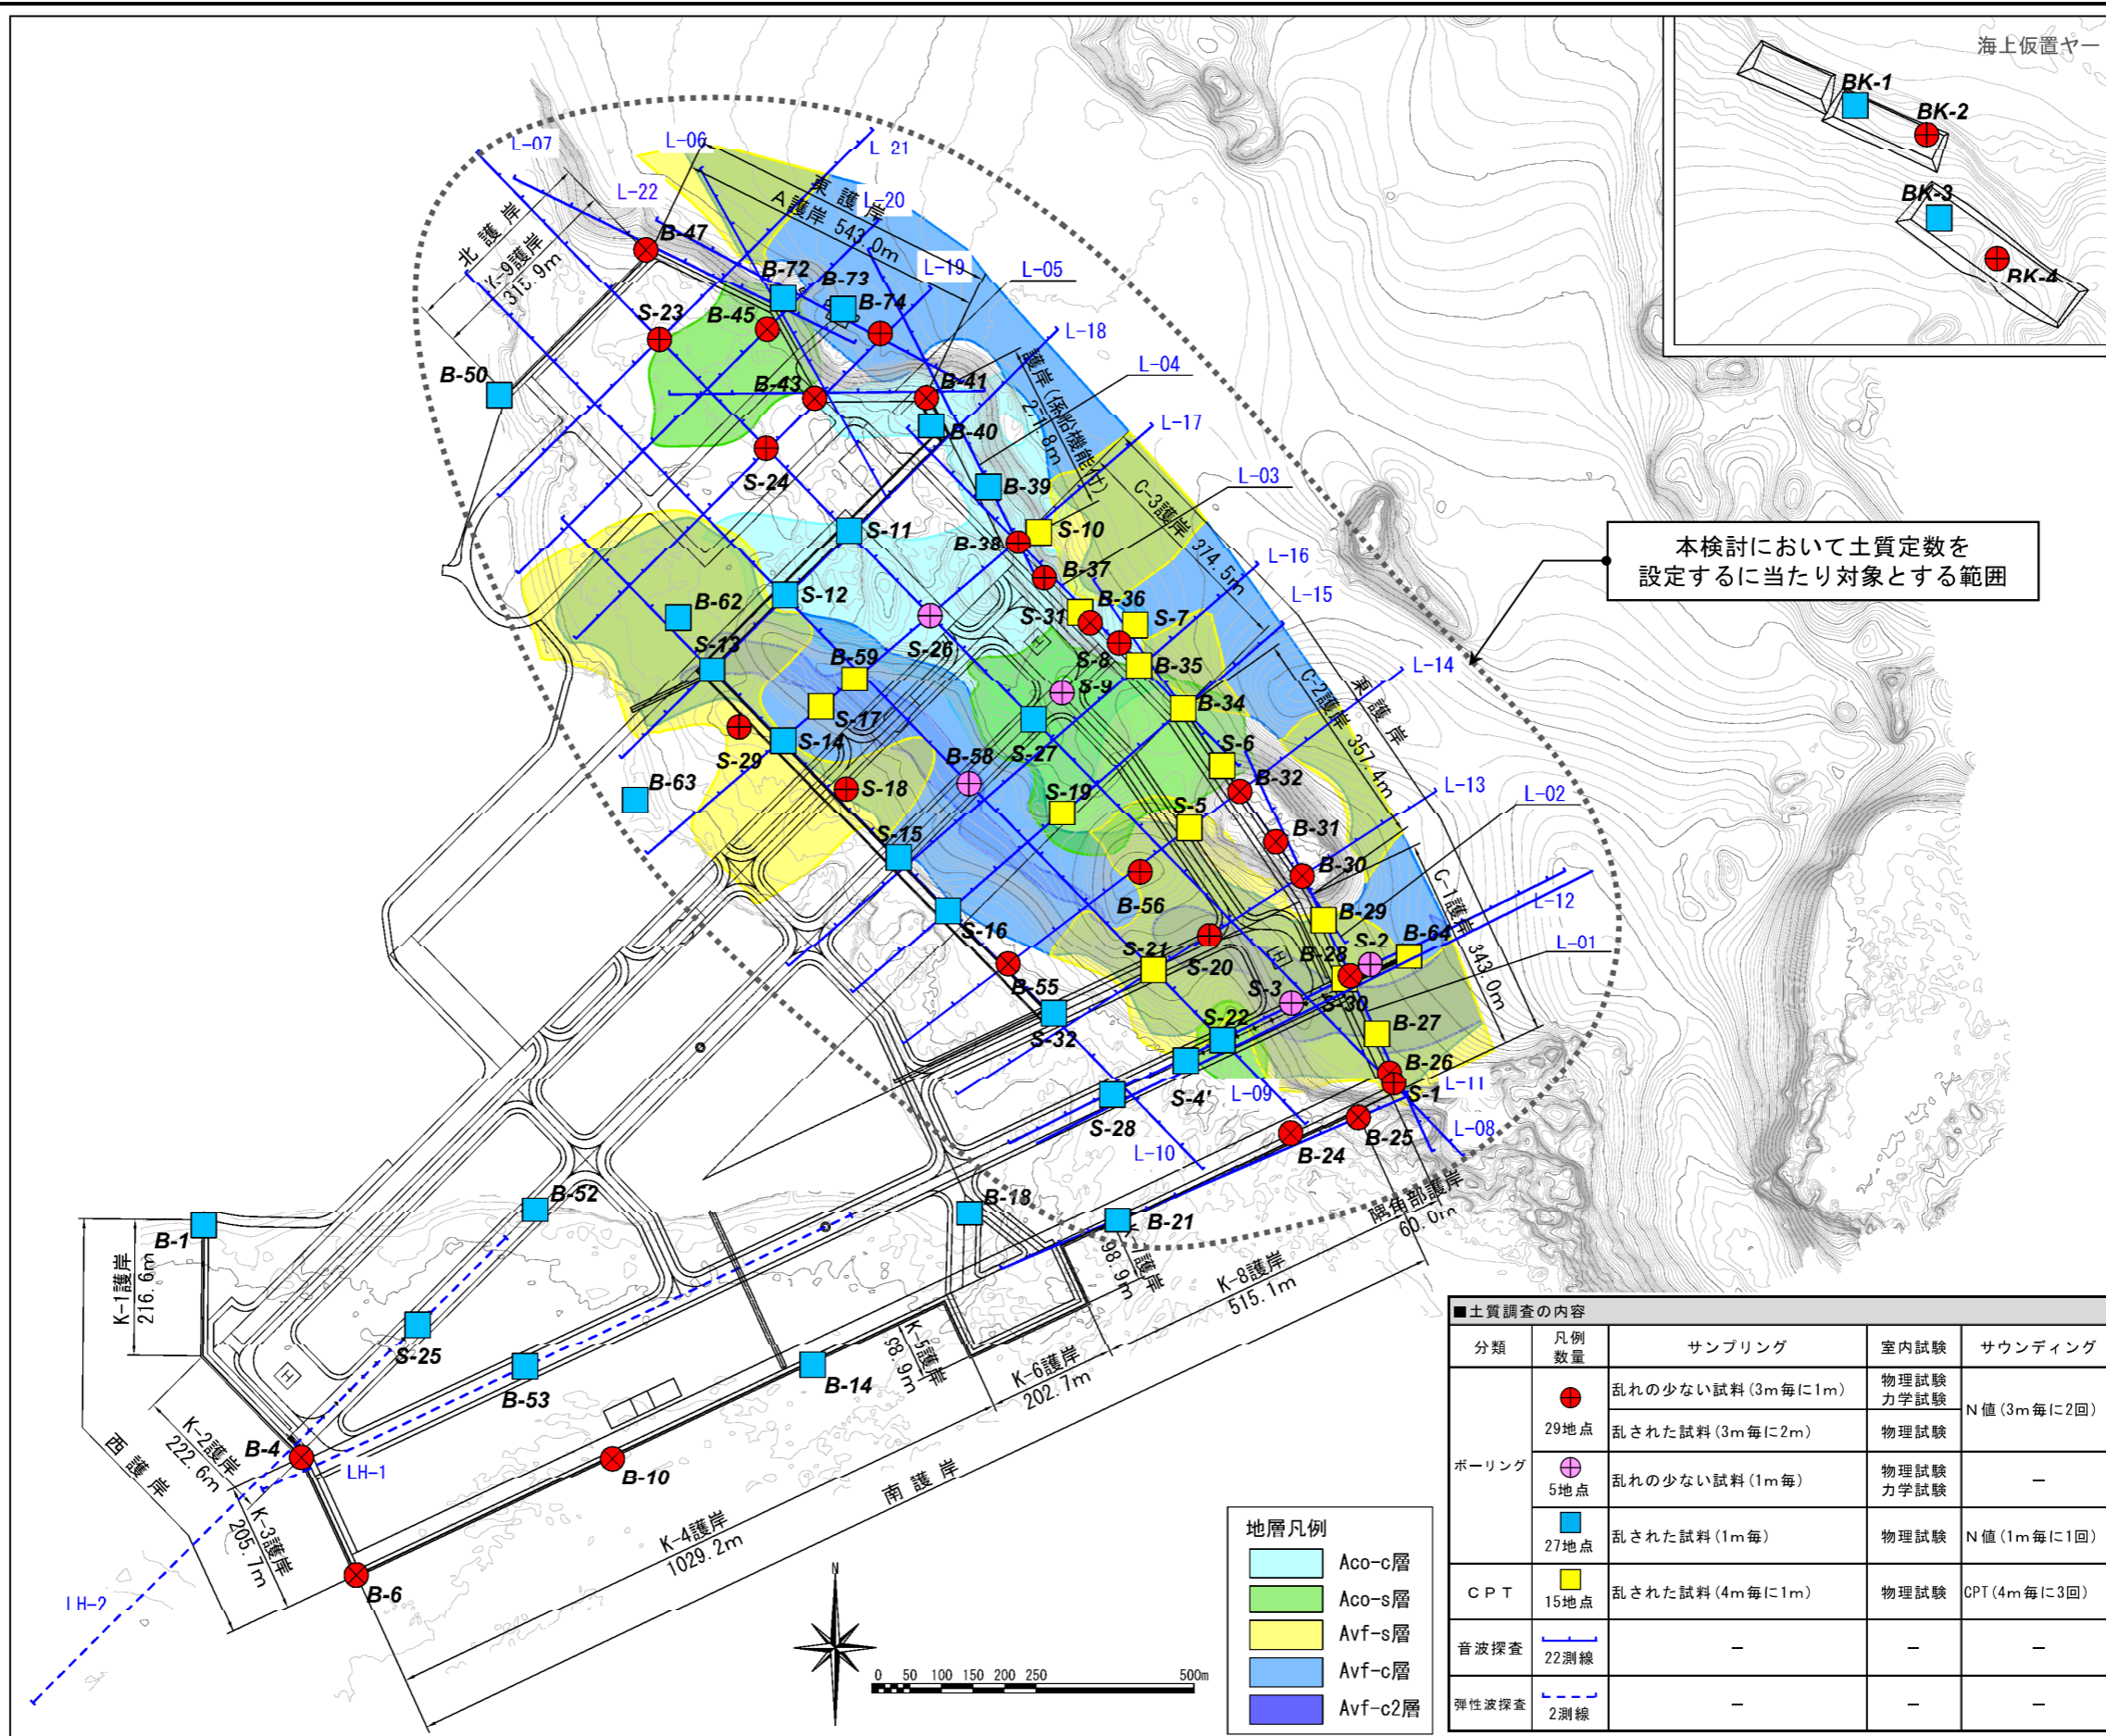 海上仮置ヤー
BK-1
BK-2
BK-3
BK-4
L-07
L-06
L-21
L-22
東護岸
A護岸 543.0m
L-20
北護岸
K-9護岸
315.9m
B-47
L-19
L-05
B-72
B-73
B-74
S-23
B-45
L-18
B-50
B-43
B-41
護岸(係船機能付)
L-04
B-40
L-17
S-24
B-39
L-03
C-3護岸 374.5m
S-11
S-10
B-38
L-16
本検討において土質定数を
設定するに当たり対象とする範囲
B-37
S-12
B-62
S-31
B-36
S-7
L-15
S-26
S-13
B-59
S-8
B-35
L-14
S-9
B-34
C-2護岸 357.4m
東護岸
S-17
S-14
S-27
S-29
B-58
S-6
B-63
S-18
B-32
L-13
S-19
S-5
L-02
S-15
B-31
B-30
B-56
C-1護岸 343.0m
L-12
S-16
B-29
S-21
S-20
B-28
S-2
B-64
L-01
B-55
S-3
S-30
S-32
S-22
B-27
B-26
S-4'
L-09
S-1
L-11
S-28
B-25
L-08
L-10
B-24
B-52
B-18
隅角部護岸
60.0m
B-1
B-21
K-1護岸
216.6m
98.9m
K-8護岸
515.1m
S-25
B-53
B-14
K-5護岸
98.9m
K-6護岸
202.7m
K-2護岸
222.6m
西護岸
B-4
LH-1
B-10
南護岸
K-3護岸
205.7m
K-4護岸
1029.2m
B-6
LH-2
N
0 50 100 150 200 250 500m
地層凡例
Aco-c層
Aco-s層
Avf-s層
Avf-c層
Avf-c2層
■土質調査の内容
分類 凡例 数量 サンプリング 室内試験 サウンディング
ボーリング 29地点 乱れの少ない試料(3m毎に1m) 物理試験 力学試験 N値(3m毎に2回)
乱された試料(3m毎に2m) 物理試験
5地点 乱れの少ない試料(1m毎) 物理試験 力学試験 −
27地点 乱された試料(1m毎) 物理試験 N値(1m毎に1回)
CPT 15地点 乱された試料(4m毎に1m) 物理試験 CPT(4m毎に3回)
音波探査 22測線 − − −
弾性波探査 2測線 − − −